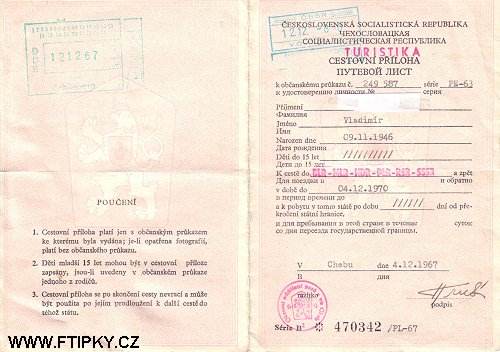 121267
POUČENÍ
1. Cestovní příloha platí jen s občanským průkazem
ke kterému byla vydána; je-li opatřena fotografií,
platí bez občanského průkazu.
2. Děti mladší 15 let mohou být v cestovní příloze
zapsány, jsou-li uvedeny v občanském průkaze
jednoho z rodičů.
3. Cestovní příloha se po skončení cesty nevrací a může
být použita po jejím prodloužení k další cestě do
téhož státu.
WWW.FTIPKY.CZ
ČESKOSLOVENSKÁ SOCIALISTICKÁ REPUBLIKA
ЧЕХОСЛОВАЦКАЯ
СОЦИАЛИСТИЧЕСКАЯ РЕСПУБЛИКА
TURISTIKA
CESTOVNÍ PŘÍLOHA
ПУТЕВОЙ ЛИСТ
k občanskému průkazu č. 249 587 série PK-63
к удостоверению личности № серия
Příjmení
Фамилия
Jméno Vladimír
Имя
Narozen dne 09.11.1946
Дата рождения
Děti do 15 let //////////
Дети до 15 лет
K cestě do a zpět
Для поездки в и обратно
v době do 04.12.1970
в период времени до
a k pobytu v tomto státě po dobu ////// dní od pře-
kročení státní hranice,
и для пребывания в этой стране в течение суток
со дня переезда государственной границы.
V Chebu dne 4.12.1967
В дня
razítko podpis
Série 470342 /PL-67